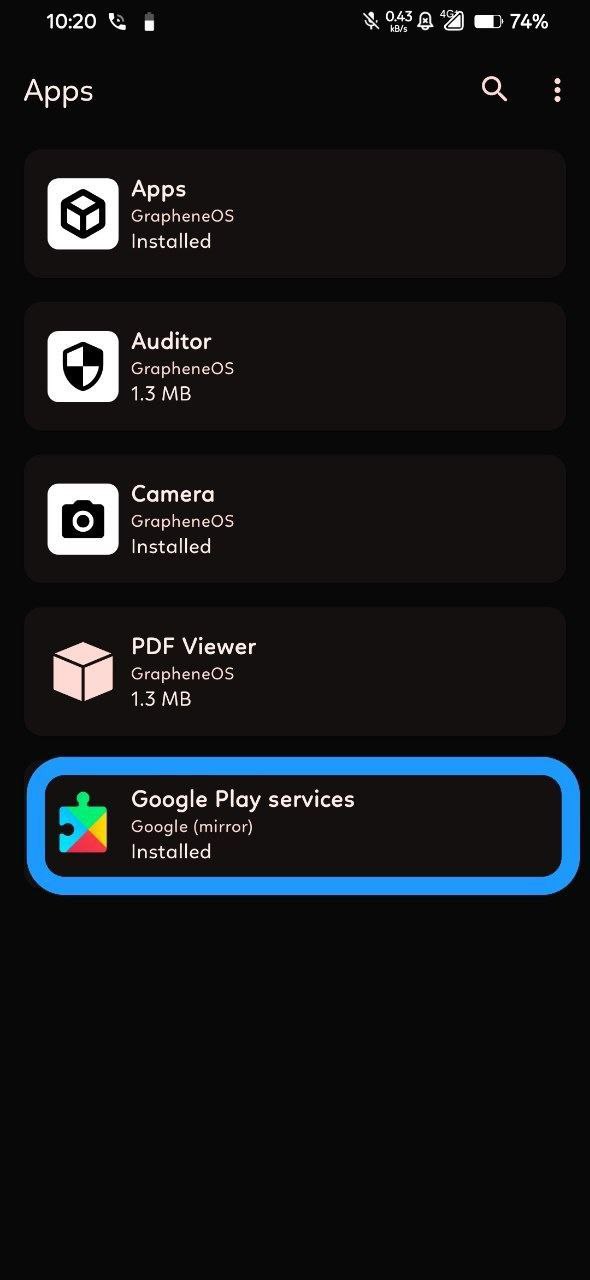 10:20
0.43
kB/s
4G+
74%
Apps
Apps
GrapheneOS
Installed
Auditor
GrapheneOS
1.3 MB
Camera
GrapheneOS
Installed
PDF Viewer
GrapheneOS
1.3 MB
Google Play services
Google (mirror)
Installed